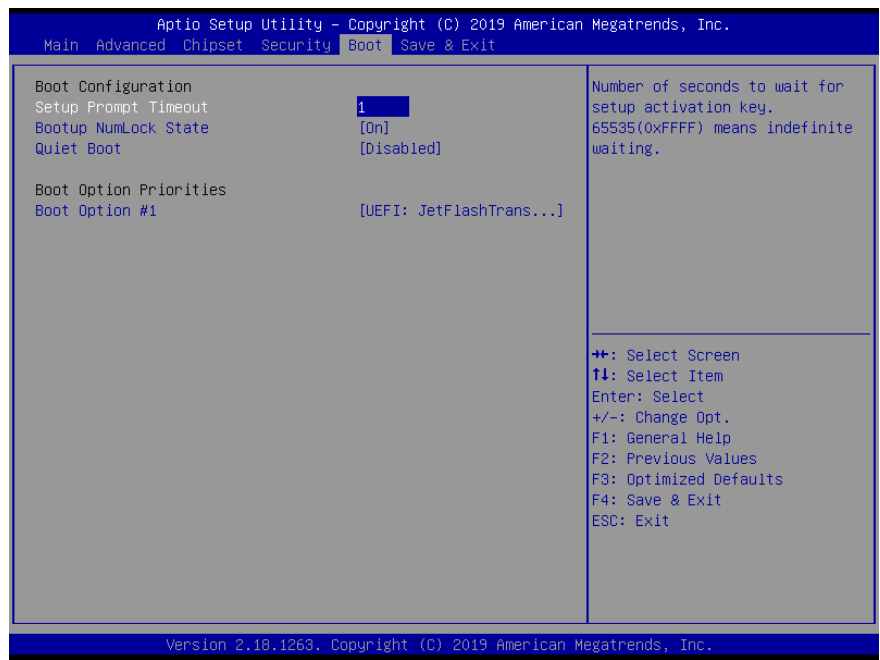 Aptio Setup Utility – Copyright (C) 2019 American Megatrends, Inc.
Main Advanced Chipset Security Boot Save & Exit
Boot Configuration
Setup Prompt Timeout 1
Bootup NumLock State [On]
Quiet Boot [Disabled]
Boot Option Priorities
Boot Option #1 [UEFI: JetFlashTrans...]
Number of seconds to wait for
setup activation key.
65535(0xFFFF) means indefinite
waiting.
→←: Select Screen
↑↓: Select Item
Enter: Select
+/-: Change Opt.
F1: General Help
F2: Previous Values
F3: Optimized Defaults
F4: Save & Exit
ESC: Exit
Version 2.18.1263. Copyright (C) 2019 American Megatrends, Inc.